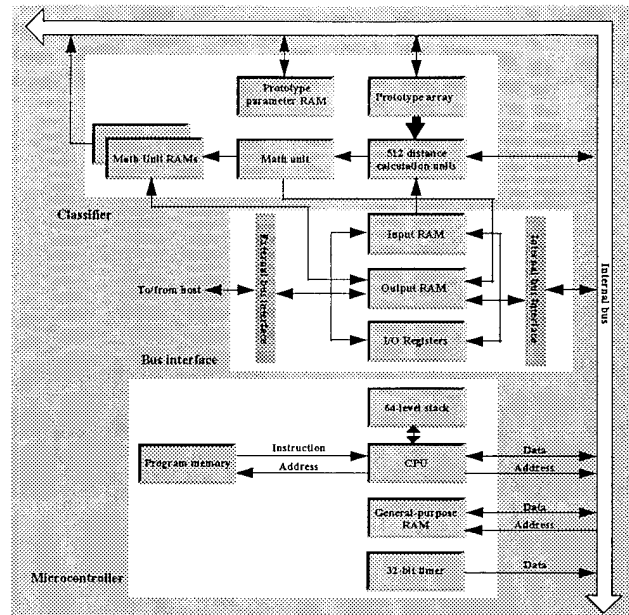 Prototype
parameter RAM
Prototype array
Math Unit RAMs
Math unit
512 distance
calculation units
Classifier
Input RAM
External bus interface
Internal bus interface
Internal bus
To/from host
Output RAM
I/O Registers
Bus interface
64-level stack
Instruction
Data
Program memory
CPU
Address
Address
General-purpose
RAM
Data
Address
32-bit timer
Data
Microcontroller